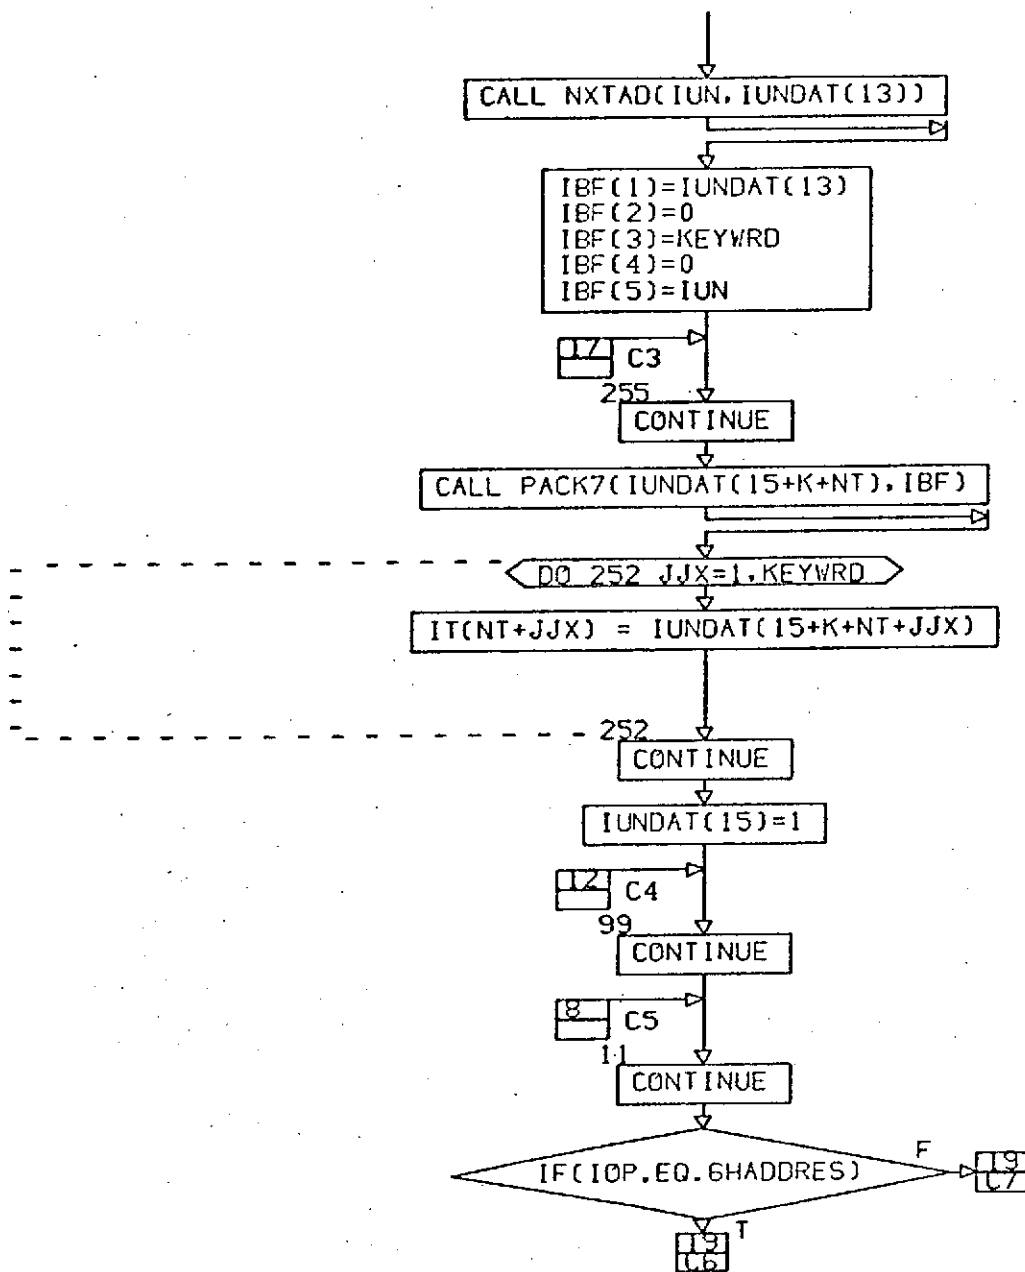 CALL NXTAD(IUN,IUNDAT(13))
IBF(1)=IUNDAT(13)
IBF(2)=0
IBF(3)=KEYWRD
IBF(4)=0
IBF(5)=IUN
17 C3
255
CONTINUE
CALL PACK7(IUNDAT(15+K+NT),IBF)
DO 252 JJX=1,KEYWRD
IT(NT+JJX) = IUNDAT(15+K+NT+JJX)
252
CONTINUE
IUNDAT(15)=1
12 C4
99
CONTINUE
8 C5
11
CONTINUE
IF(IOP.EQ.6HADDRES)
F
19
C7
T
19
C6